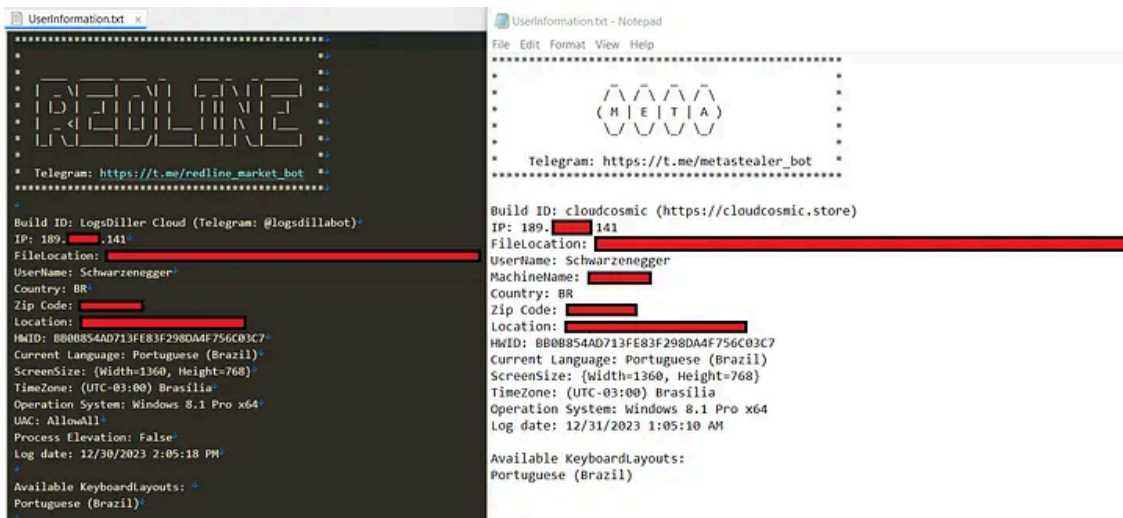 UserInformation.txt ×
REDLINE
Telegram: https://t.me/redline_market_bot
Build ID: LogsDiller Cloud (Telegram: @logsdillabot)
IP: 189. .141
FileLocation:
UserName: Schwarzenegger
Country: BR
Zip Code:
Location:
HWID: BB0B854AD713FE83F298DA4F756C03C7
Current Language: Portuguese (Brazil)
ScreenSize: {Width=1360, Height=768}
TimeZone: (UTC-03:00) Brasília
Operation System: Windows 8.1 Pro x64
UAC: AllowAll
Process Elevation: False
Log date: 12/30/2023 2:05:18 PM
Available KeyboardLayouts:
Portuguese (Brazil)
UserInformation.txt - Notepad
File Edit Format View Help
( M | E | T | A )
Telegram: https://t.me/metastealer_bot
Build ID: cloudcosmic (https://cloudcosmic.store)
IP: 189. 141
FileLocation:
UserName: Schwarzenegger
MachineName:
Country: BR
Zip Code:
Location:
HWID: BB0B854AD713FE83F298DA4F756C03C7
Current Language: Portuguese (Brazil)
ScreenSize: {Width=1360, Height=768}
TimeZone: (UTC-03:00) Brasília
Operation System: Windows 8.1 Pro x64
Log date: 12/31/2023 1:05:10 AM
Available KeyboardLayouts:
Portuguese (Brazil)